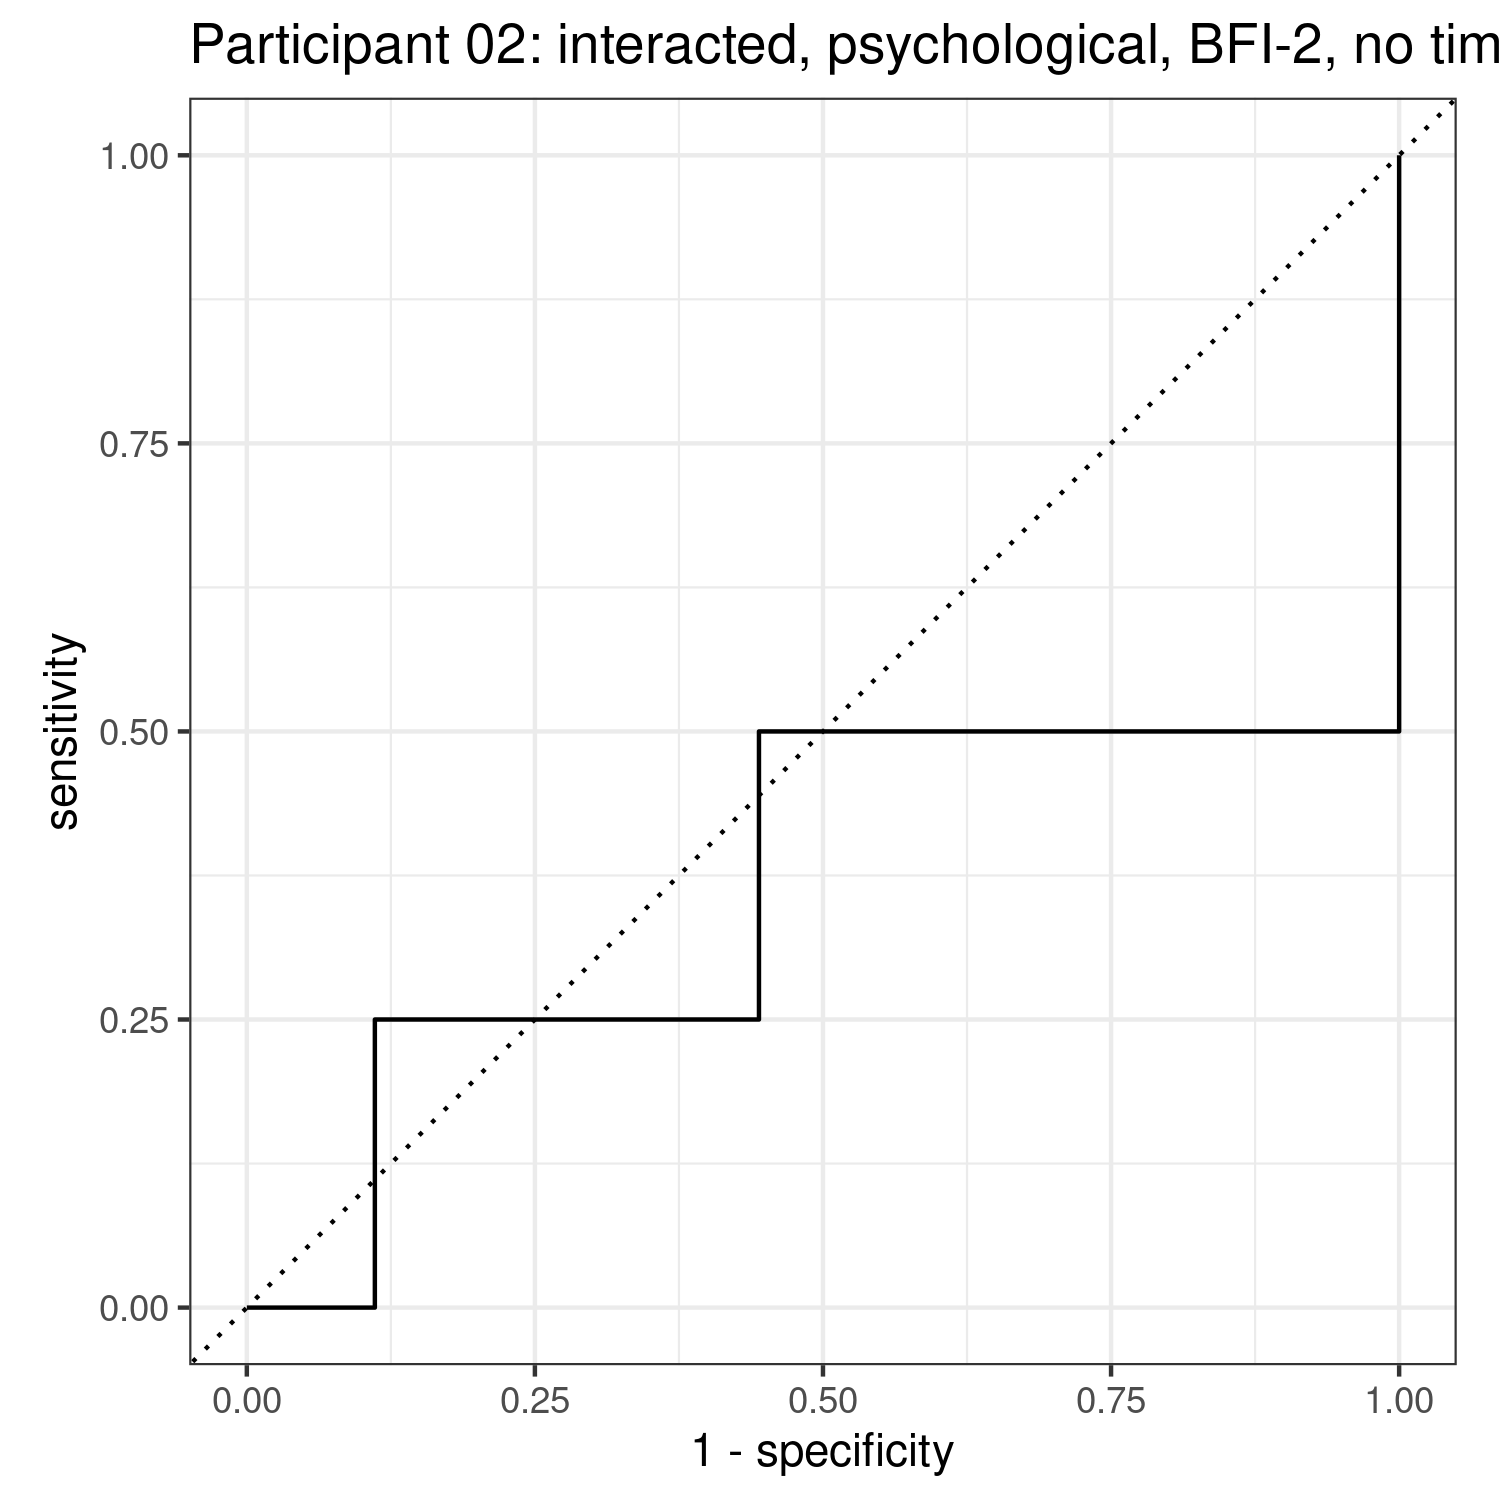 Participant 02: interacted, psychological, BFI-2, no tim
1.00
0.75
0.50
0.25
0.00
sensitivity
0.00 0.25 0.50 0.75 1.00
1 - specificity